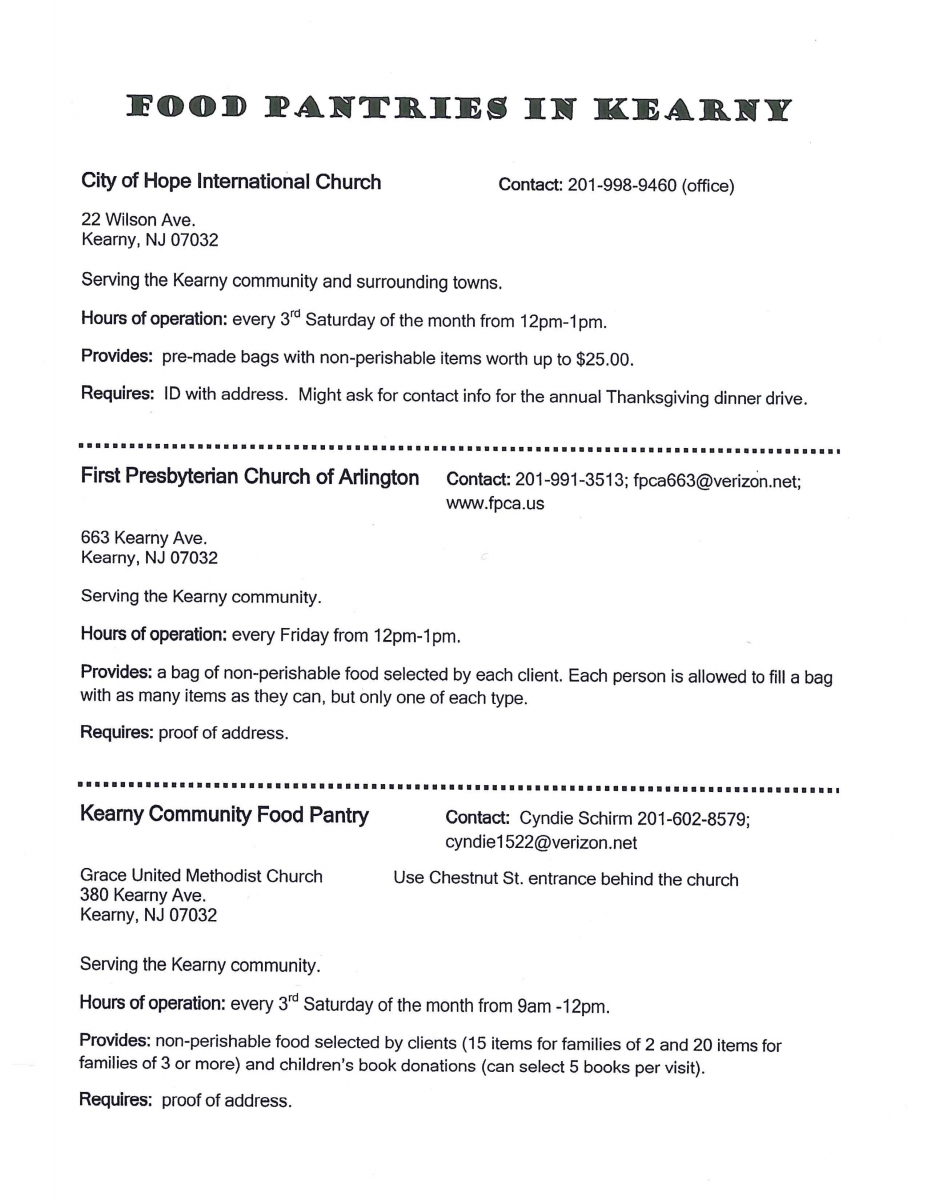 FOOD PANTRIES IN KEARNY
City of Hope International Church Contact: 201-998-9460 (office)
22 Wilson Ave.
Kearny, NJ 07032
Serving the Kearny community and surrounding towns.
Hours of operation: every 3rd Saturday of the month from 12pm-1pm.
Provides: pre-made bags with non-perishable items worth up to $25.00.
Requires: ID with address. Might ask for contact info for the annual Thanksgiving dinner drive.
First Presbyterian Church of Arlington Contact: 201-991-3513; fpca663@verizon.net;
www.fpca.us
663 Kearny Ave.
Kearny, NJ 07032
Serving the Kearny community.
Hours of operation: every Friday from 12pm-1pm.
Provides: a bag of non-perishable food selected by each client. Each person is allowed to fill a bag
with as many items as they can, but only one of each type.
Requires: proof of address.
Kearny Community Food Pantry Contact: Cyndie Schirm 201-602-8579;
cyndie1522@verizon.net
Grace United Methodist Church Use Chestnut St. entrance behind the church
380 Kearny Ave.
Kearny, NJ 07032
Serving the Kearny community.
Hours of operation: every 3rd Saturday of the month from 9am -12pm.
Provides: non-perishable food selected by clients (15 items for families of 2 and 20 items for
families of 3 or more) and children's book donations (can select 5 books per visit).
Requires: proof of address.